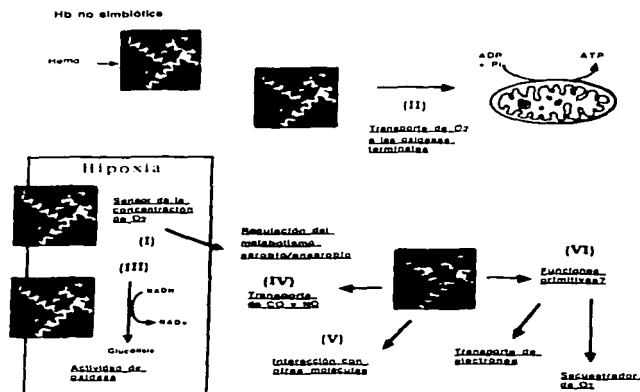 Hb no simbiótica
Hemo
ADP
+ Pi
ATP
(II)
Transporte de O2
a las oxidasas
terminales
Hipoxia
Sensor de la
concentración
de O2
(I)
(III)
NADH
NAD+
Glucólisis
Actividad de
oxidasa
Regulación del
metabolismo
aerobio/anaerobio
(IV)
Transporte
de CO y NO
(V)
Interacción con
otras moléculas
(VI)
Funciones
primitivas?
Transporte de
electrones
Secuestrador
de O2